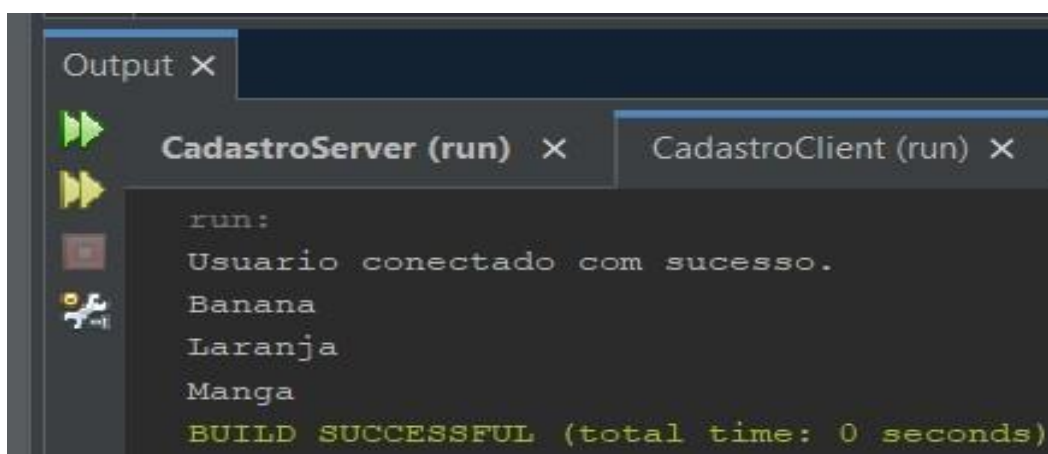 Output ×
CadastroServer (run) × CadastroClient (run) ×
run:
Usuario conectado com sucesso.
Banana
Laranja
Manga
BUILD SUCCESSFUL (total time: 0 seconds)